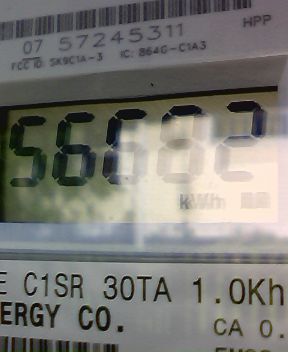 07 57245311 HPP
FCC ID: SK9C1A-3 IC: 864G-C1A3
56682
kWh
E C1SR 30TA 1.0Kh
ERGY CO. CA 0.